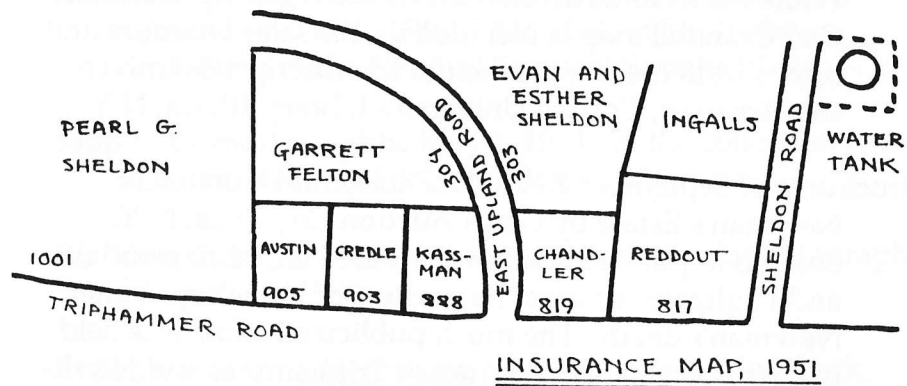 EVAN AND
ESTHER
SHELDON
INGALLS
WATER
TANK
PEARL G.
SHELDON
GARRETT
FELTON
304
EAST UPLAND ROAD
303
SHELDON ROAD
AUSTIN
905
CREDLE
903
KASS-
MAN
888
CHAND-
LER
819
REDDOUT
817
1001
TRIPHAMMER ROAD
INSURANCE MAP, 1951